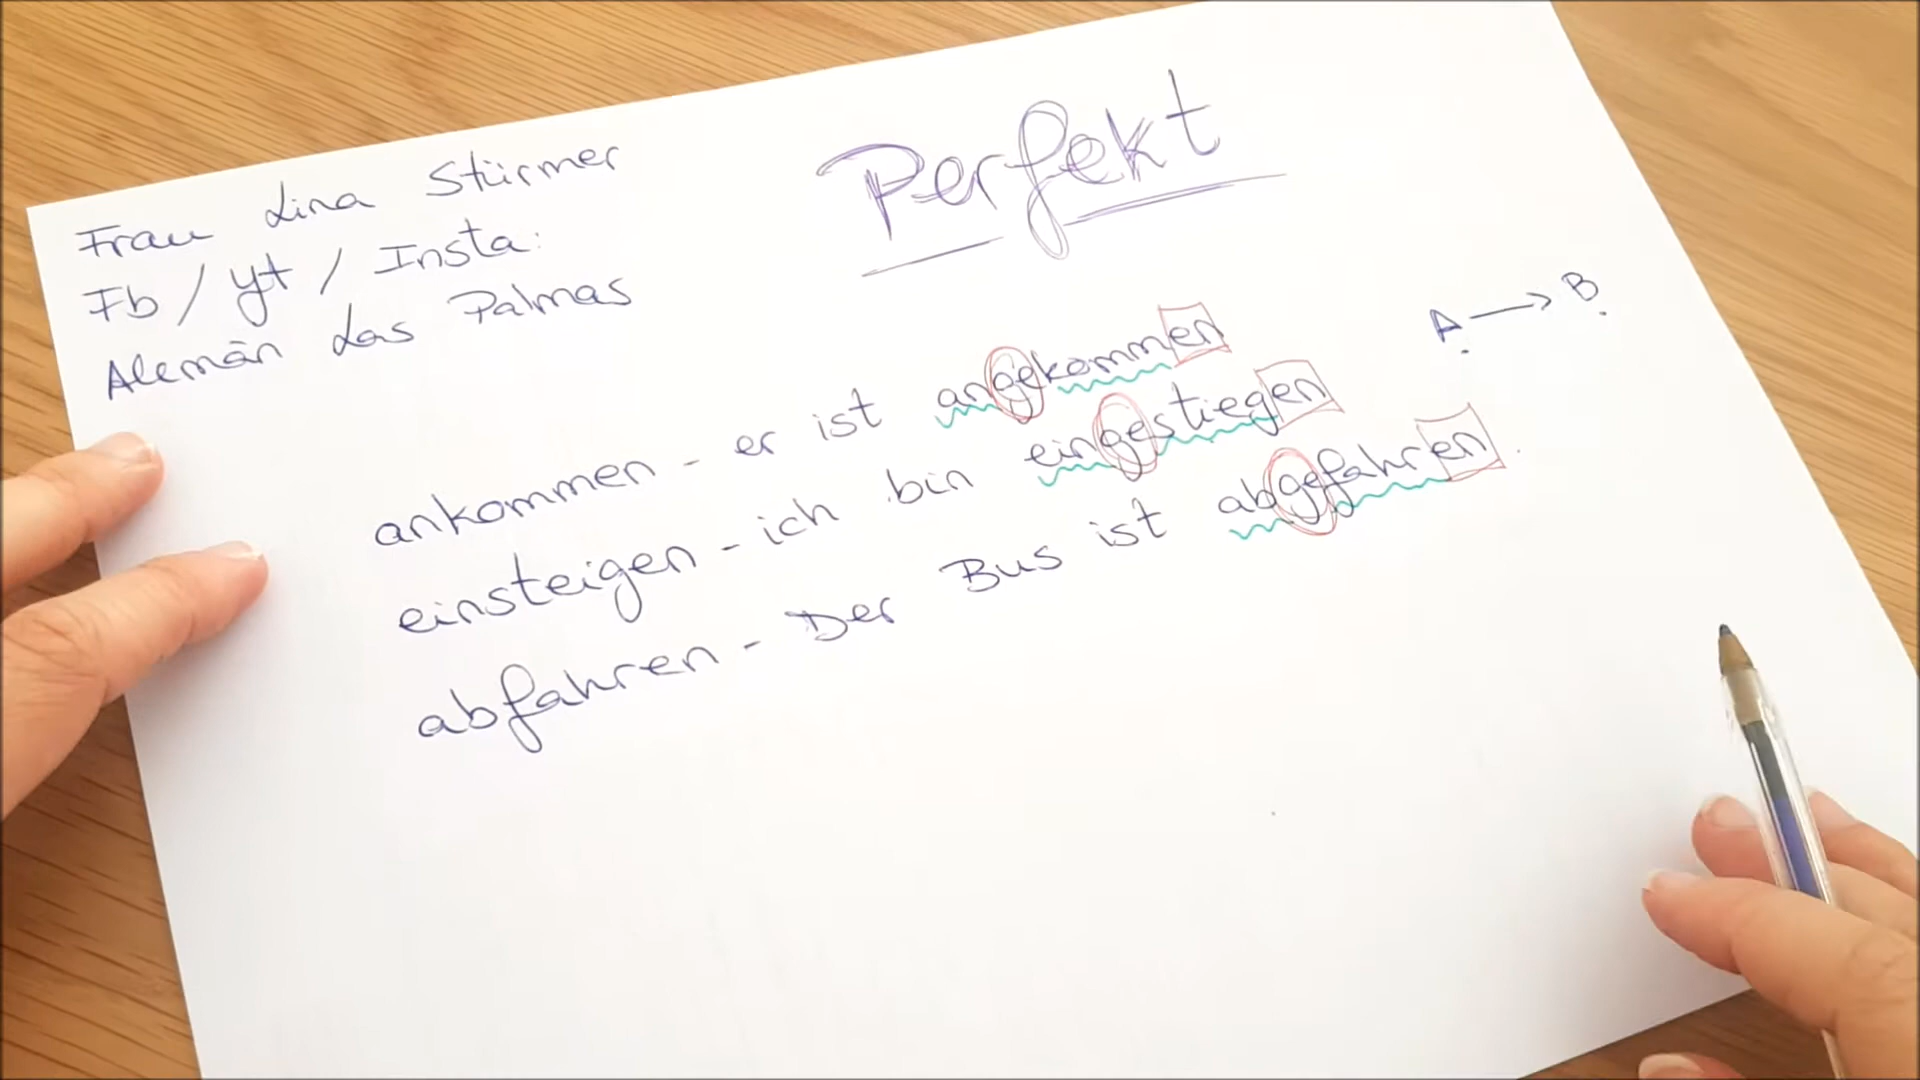 Frau Lina Stürmer
Fb / yt / Insta:
Alemán Las Palmas
Perfekt
A → B
ankommen - er ist angekommen
einsteigen - ich bin eingestiegen
abfahren - Der Bus ist abgefahren.